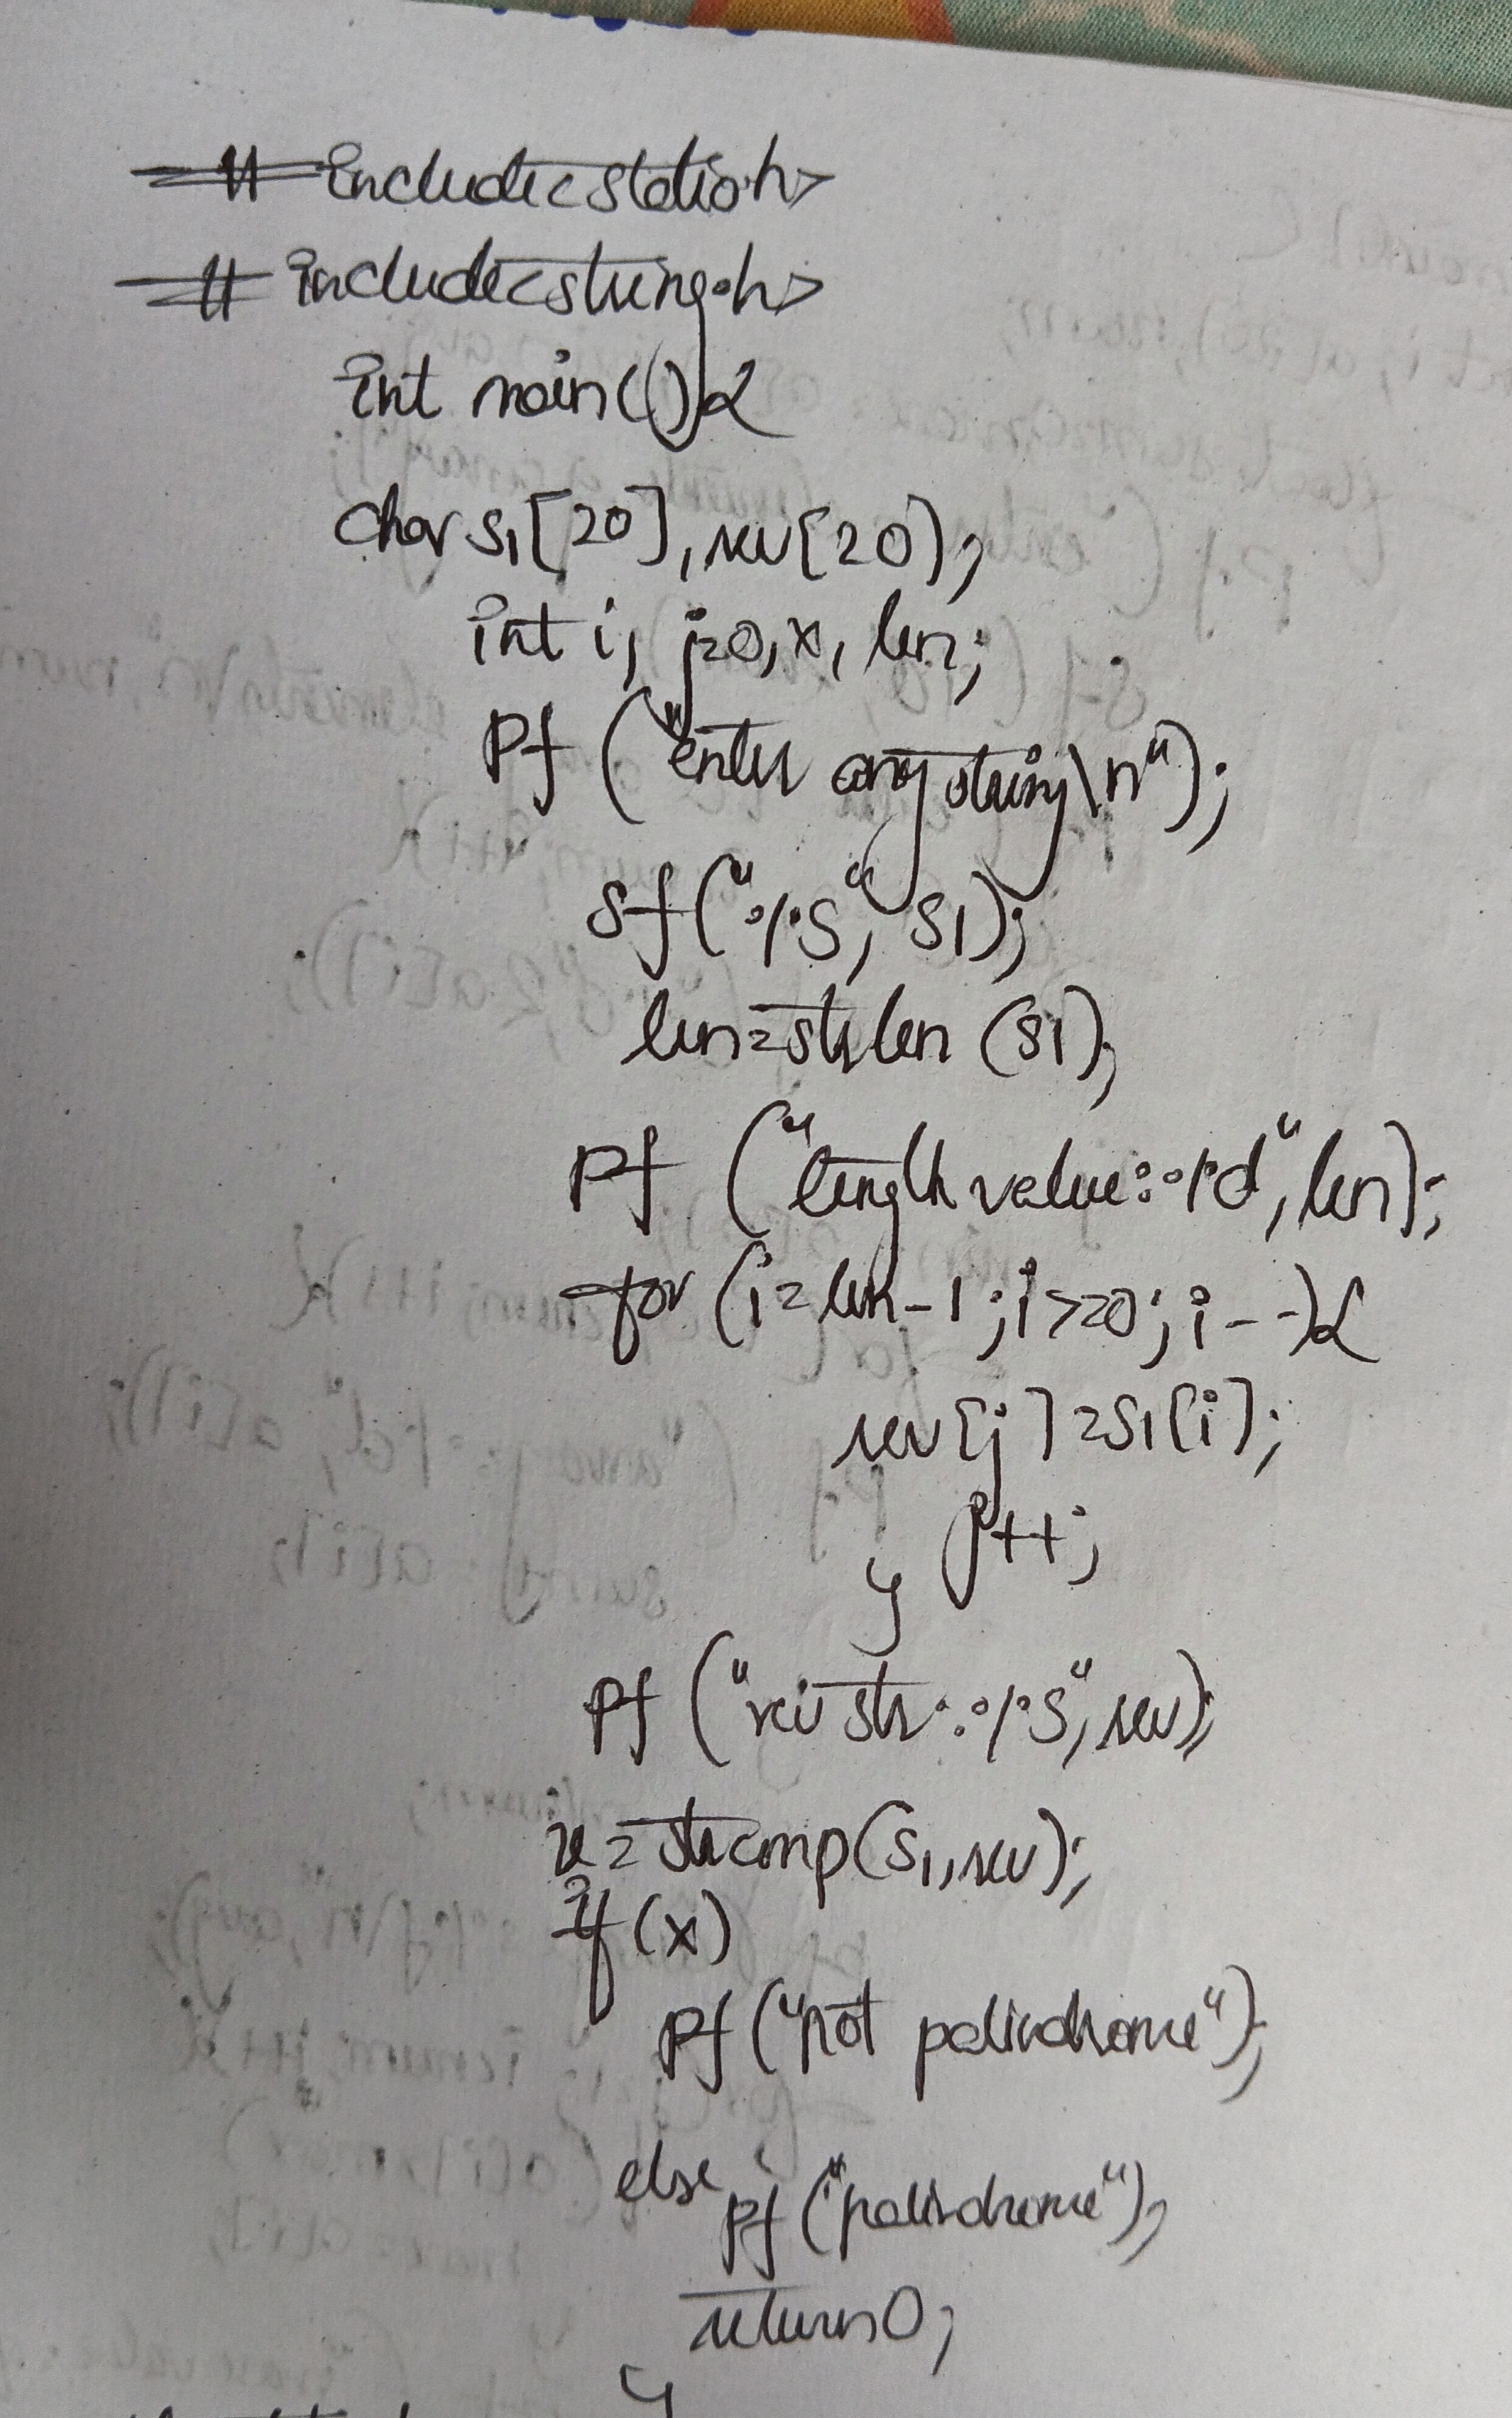 #include<stdio.h>
#include<string.h>
int main(){
char s1[20],rev[20];
int i, j=0,x, len;
Pf ("enter any string\n");
sf("%s", s1);
len=strlen (s1);
Pf ("length value:%d",len);
for (i=len-1;i>=0;i--){
rev[j]=s1[i];
j++;
}
Pf ("rev str:%s",rev);
x=strcmp(s1,rev);
if(x)
Pf("not palindrome");
else Pf("palindrome");
return 0;
}